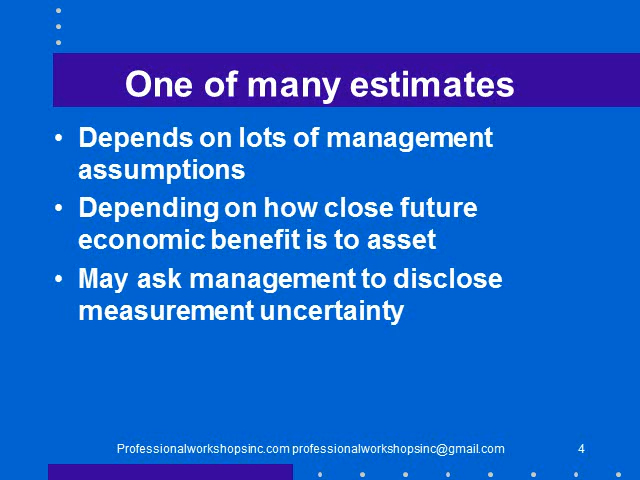 One of many estimates
• Depends on lots of management
assumptions
• Depending on how close future
economic benefit is to asset
• May ask management to disclose
measurement uncertainty
Professionalworkshopsinc.com professionalworkshopsinc@gmail.com 4